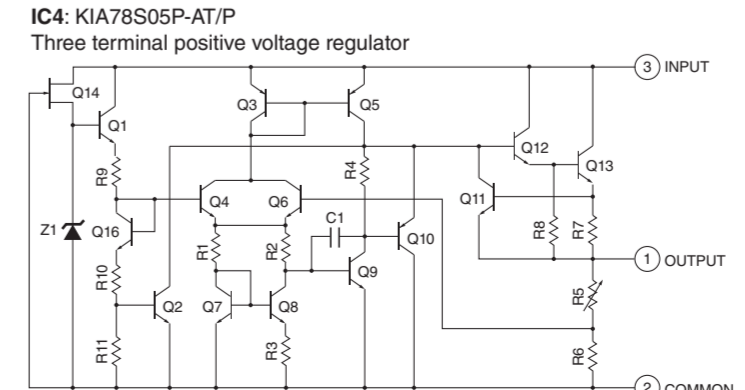 IC4: KIA78S05P-AT/P
Three terminal positive voltage regulator
3 INPUT
Q14
Q3
Q5
Q1
Q12
Q13
R9
R4
Q4
Q6
Q11
Z1
Q16
C1
R8
R7
R1
R2
Q10
1 OUTPUT
R10
Q9
R5
Q2
Q7
Q8
R11
R3
R6
2 COMMON